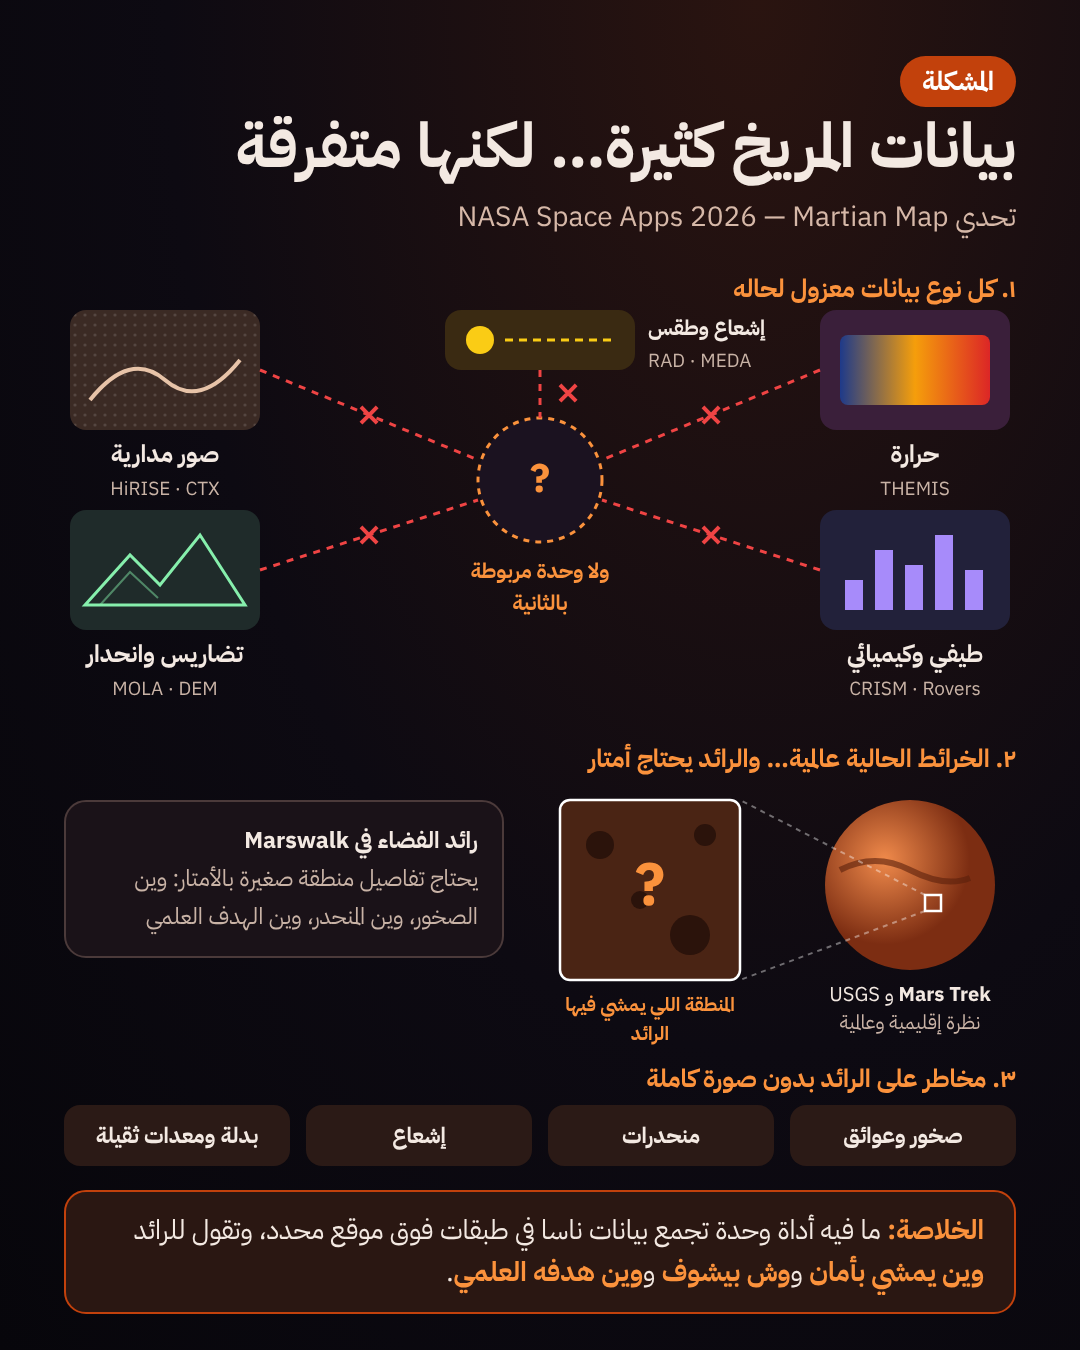 المشكلة
بيانات المريخ كثيرة... لكنها متفرقة
تحدي NASA Space Apps 2026 — Martian Map
١. كل نوع بيانات معزول لحاله
إشعاع وطقس
RAD · MEDA
?
صور مدارية
HiRISE · CTX
حرارة
THEMIS
ولا وحدة مربوطة
بالثانية
تضاريس وانحدار
MOLA · DEM
طيفي وكيميائي
CRISM · Rovers
٢. الخرائط الحالية عالمية... والرائد يحتاج أمتار
Mars Trek و USGS
نظرة إقليمية وعالمية
?
المنطقة اللي يمشي فيها
الرائد
رائد الفضاء في Marswalk
يحتاج تفاصيل منطقة صغيرة بالأمتار: وين
الصخور، وين المنحدر، وين الهدف العلمي
٣. مخاطر على الرائد بدون صورة كاملة
صخور وعوائق
منحدرات
إشعاع
بدلة ومعدات ثقيلة
الخلاصة: ما فيه أداة وحدة تجمع بيانات ناسا في طبقات فوق موقع محدد، وتقول للرائد
وين يمشي بأمان ووش بيشوف ووين هدفه العلمي.